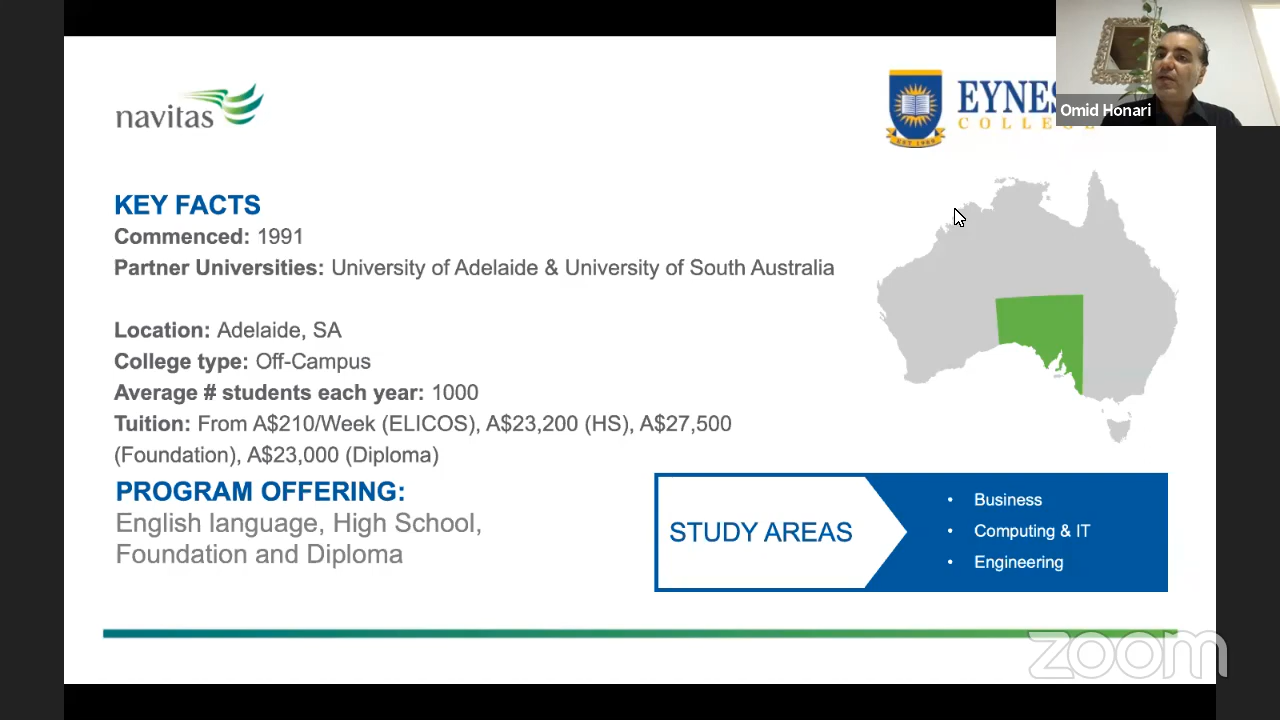 navitas
COLLEGE
EST 1989
Omid Honari
KEY FACTS
Commenced: 1991
Partner Universities: University of Adelaide & University of South Australia
Location: Adelaide, SA
College type: Off-Campus
Average # students each year: 1000
Tuition: From A$210/Week (ELICOS), A$23,200 (HS), A$27,500
(Foundation), A$23,000 (Diploma)
PROGRAM OFFERING:
English language, High School,
Foundation and Diploma
STUDY AREAS
• Business
• Computing & IT
• Engineering
zoom